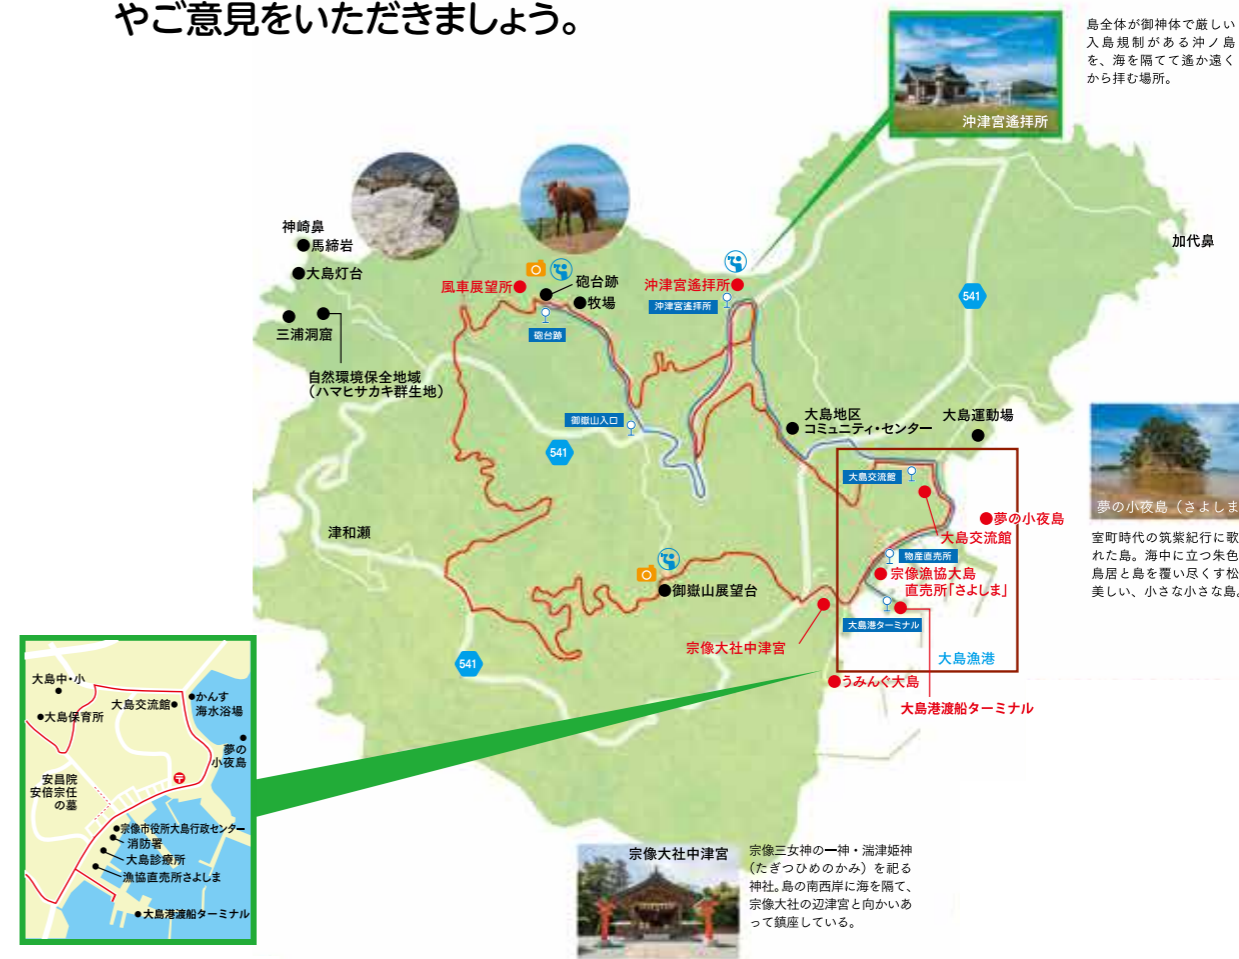 やご意見をいただきましょう。
島全体が御神体で厳しい
入島規制がある沖ノ島
を、海を隔てて遙か遠く
から拝む場所。
沖津宮遙拝所
神崎鼻
馬締岩
大島灯台
三浦洞窟
自然環境保全地域
(ハマヒサカキ群生地)
風車展望所
砲台跡
牧場
砲台跡
沖津宮遙拝所
沖津宮遙拝所
加代鼻
541
御嶽山入口
541
大島地区
コミュニティ・センター
大島運動場
大島交流館
夢の小夜島
大島交流館
物産直売所
宗像漁協大島
直売所「さよしま」
大島港ターミナル
大島漁港
夢の小夜島(さよしま
室町時代の筑紫紀行に歌
れた島。海中に立つ朱色
鳥居と島を覆い尽くす松
美しい、小さな小さな島。
津和瀬
御嶽山展望台
宗像大社中津宮
541
うみんぐ大島
大島港渡船ターミナル
大島中・小
大島保育所
大島交流館
かんす
海水浴場
夢の
小夜島
安昌院
安倍宗任
の墓
宗像市役所大島行政センター
消防署
大島診療所
漁協直売所さよしま
大島港渡船ターミナル
宗像大社中津宮
宗像三女神の一神・湍津姫神
(たぎつひめのかみ)を祀る
神社。島の南西岸に海を隔て、
宗像大社の辺津宮と向かいあ
って鎮座している。